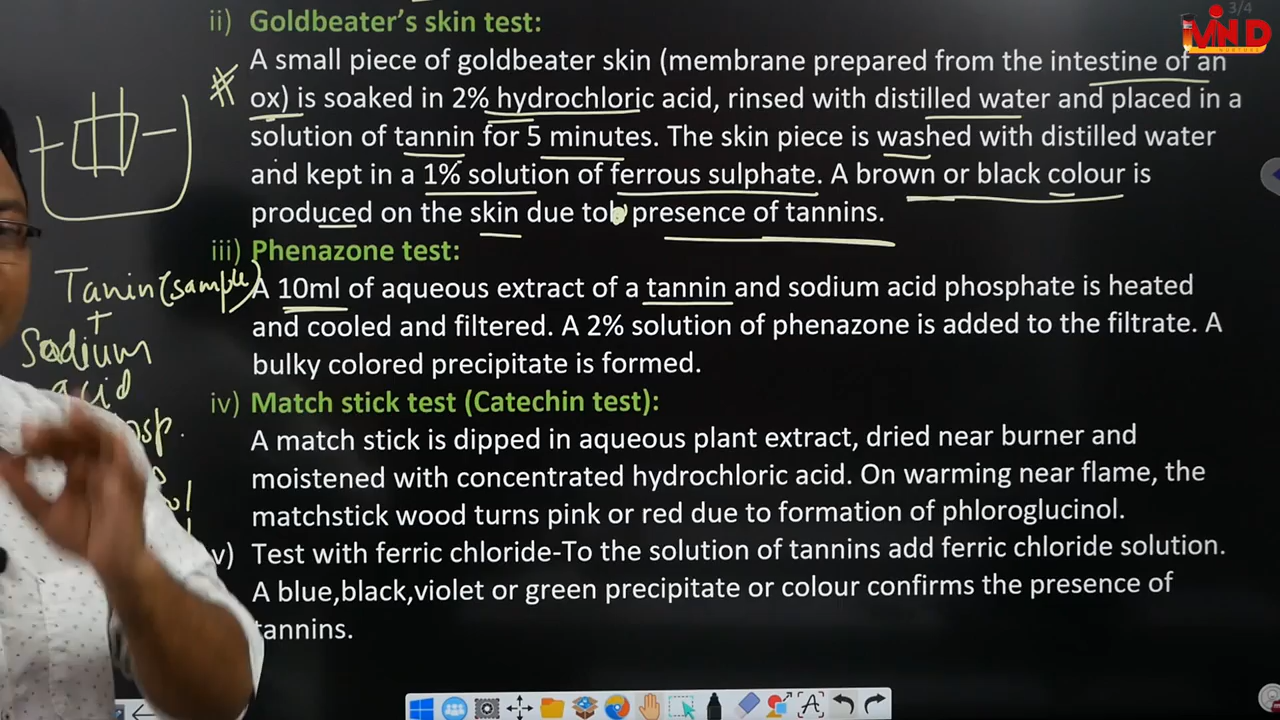 3/4
MIND
ii) Goldbeater's skin test:
A small piece of goldbeater skin (membrane prepared from the intestine of an
ox) is soaked in 2% hydrochloric acid, rinsed with distilled water and placed in a
solution of tannin for 5 minutes. The skin piece is washed with distilled water
and kept in a 1% solution of ferrous sulphate. A brown or black colour is
produced on the skin due to presence of tannins.
iii) Phenazone test:
A 10ml of aqueous extract of a tannin and sodium acid phosphate is heated
and cooled and filtered. A 2% solution of phenazone is added to the filtrate. A
bulky colored precipitate is formed.
iv) Match stick test (Catechin test):
A match stick is dipped in aqueous plant extract, dried near burner and
moistened with concentrated hydrochloric acid. On warming near flame, the
matchstick wood turns pink or red due to formation of phloroglucinol.
v) Test with ferric chloride-To the solution of tannins add ferric chloride solution.
A blue,black,violet or green precipitate or colour confirms the presence of
tannins.
Tanin (sample)
+
Sodium
acid